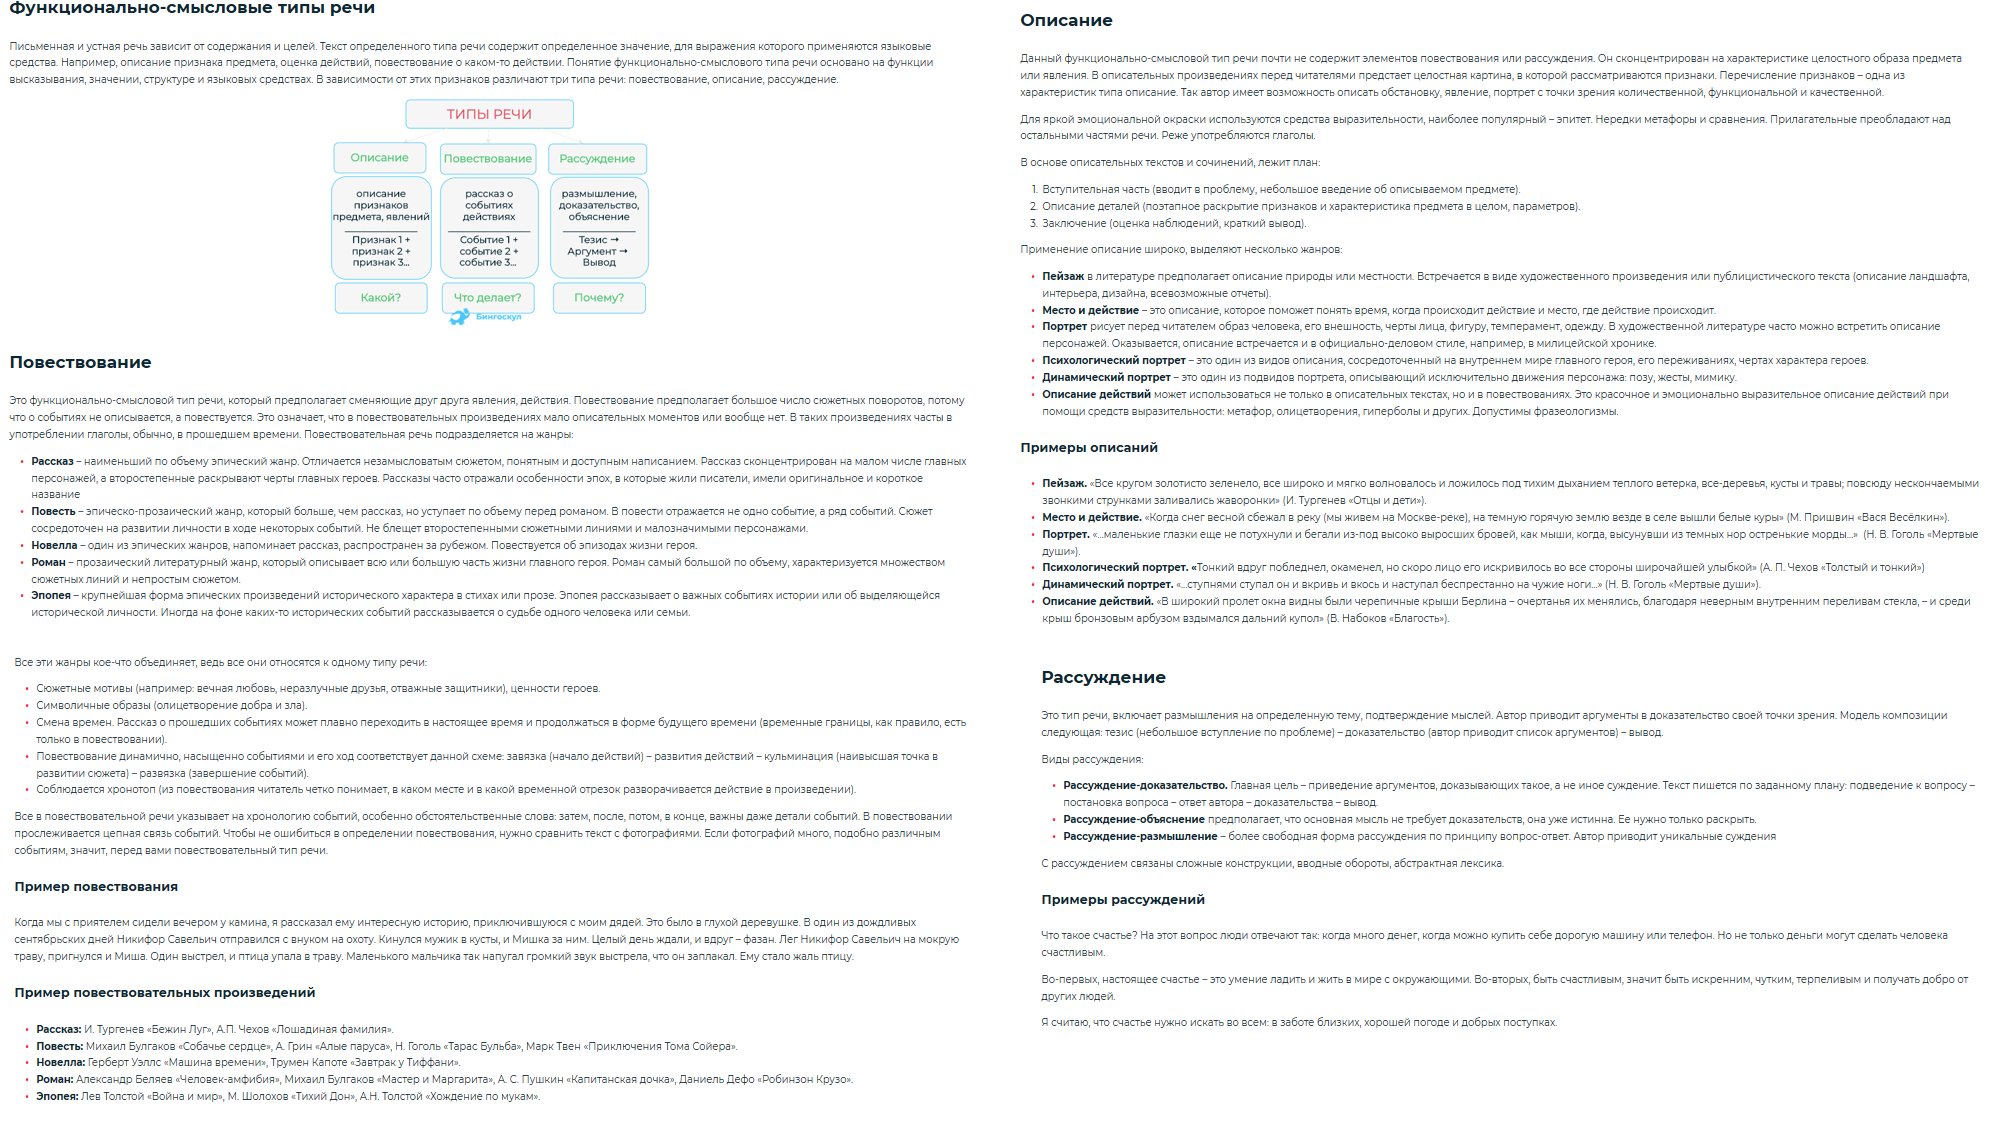 Функционально-смысловые типы речи
Письменная и устная речь зависит от содержания и целей. Текст определенного типа речи содержит определенное значение, для выражения которого применяются языковые
средства. Например, описание признака предмета, оценка действий, повествование о каком-то действии. Понятие функционально-смыслового типа речи основано на функции
высказывания, значении, структуре и языковых средствах. В зависимости от этих признаков различают три типа речи: повествование, описание, рассуждение.
ТИПЫ РЕЧИ
Описание
Повествование
Рассуждение
описание
признаков
предмета, явлений
Признак 1 +
признак 2 +
признак 3...
рассказ о
событиях
действиях
Событие 1 +
событие 2 +
событие 3...
размышление,
доказательство,
объяснение
Тезис →
Аргумент →
Вывод
Какой?
Что делает?
Почему?
Бингоскул
Повествование
Это функционально-смысловой тип речи, который предполагает сменяющие друг друга явления, действия. Повествование предполагает большое число сюжетных поворотов, потому
что о событиях не описывается, а повествуется. Это означает, что в повествовательных произведениях мало описательных моментов или вообще нет. В таких произведениях часты в
употреблении глаголы, обычно, в прошедшем времени. Повествовательная речь подразделяется на жанры:
• Рассказ – наименьший по объему эпический жанр. Отличается незамысловатым сюжетом, понятным и доступным написанием. Рассказ сконцентрирован на малом числе главных
персонажей, а второстепенные раскрывают черты главных героев. Рассказы часто отражали особенности эпох, в которые жили писатели, имели оригинальное и короткое
название
• Повесть – эпическо-прозаический жанр, который больше, чем рассказ, но уступает по объему перед романом. В повести отражается не одно событие, а ряд событий. Сюжет
сосредоточен на развитии личности в ходе некоторых событий. Не блещет второстепенными сюжетными линиями и малозначимыми персонажами.
• Новелла – один из эпических жанров, напоминает рассказ, распространен за рубежом. Повествуется об эпизодах жизни героя.
• Роман – прозаический литературный жанр, который описывает всю или большую часть жизни главного героя. Роман самый большой по объему, характеризуется множеством
сюжетных линий и непростым сюжетом.
• Эпопея – крупнейшая форма эпических произведений исторического характера в стихах или прозе. Эпопея рассказывает о важных событиях истории или об выделяющейся
исторической личности. Иногда на фоне каких-то исторических событий рассказывается о судьбе одного человека или семьи.
Все эти жанры кое-что объединяет, ведь все они относятся к одному типу речи:
• Сюжетные мотивы (например: вечная любовь, неразлучные друзья, отважные защитники), ценности героев.
• Символичные образы (олицетворение добра и зла).
• Смена времен. Рассказ о прошедших событиях может плавно переходить в настоящее время и продолжаться в форме будущего времени (временные границы, как правило, есть
только в повествовании).
• Повествование динамично, насыщенно событиями и его ход соответствует данной схеме: завязка (начало действий) – развития действий – кульминация (наивысшая точка в
развитии сюжета) – развязка (завершение событий).
• Соблюдается хронотоп (из повествования читатель четко понимает, в каком месте и в какой временной отрезок разворачивается действие в произведении).
Все в повествовательной речи указывает на хронологию событий, особенно обстоятельственные слова: затем, после, потом, в конце, важны даже детали событий. В повествовании
прослеживается цепная связь событий. Чтобы не ошибиться в определении повествования, нужно сравнить текст с фотографиями. Если фотографий много, подобно различным
событиям, значит, перед вами повествовательный тип речи.
Пример повествования
Когда мы с приятелем сидели вечером у камина, я рассказал ему интересную историю, приключившуюся с моим дядей. Это было в глухой деревушке. В один из дождливых
сентябрьских дней Никифор Савельич отправился с внуком на охоту. Кинулся мужик в кусты, и Мишка за ним. Целый день ждали, и вдруг – фазан. Лег Никифор Савельич на мокрую
траву, пригнулся и Миша. Один выстрел, и птица упала в траву. Маленького мальчика так напугал громкий звук выстрела, что он заплакал. Ему стало жаль птицу.
Пример повествовательных произведений
• Рассказ: И. Тургенев «Бежин Луг», А.П. Чехов «Лошадиная фамилия».
• Повесть: Михаил Булгаков «Собачье сердце», А. Грин «Алые паруса», Н. Гоголь «Тарас Бульба», Марк Твен «Приключения Тома Сойера».
• Новелла: Герберт Уэллс «Машина времени», Трумен Капоте «Завтрак у Тиффани».
• Роман: Александр Беляев «Человек-амфибия», Михаил Булгаков «Мастер и Маргарита», А. С. Пушкин «Капитанская дочка», Даниель Дефо «Робинзон Крузо».
• Эпопея: Лев Толстой «Война и мир», М. Шолохов «Тихий Дон», А.Н. Толстой «Хождение по мукам».
Описание
Данный функционально-смысловой тип речи почти не содержит элементов повествования или рассуждения. Он сконцентрирован на характеристике целостного образа предмета
или явления. В описательных произведениях перед читателями предстает целостная картина, в которой рассматриваются признаки. Перечисление признаков – одна из
характеристик типа описание. Так автор имеет возможность описать обстановку, явление, портрет с точки зрения количественной, функциональной и качественной.
Для яркой эмоциональной окраски используются средства выразительности, наиболее популярный – эпитет. Нередки метафоры и сравнения. Прилагательные преобладают над
остальными частями речи. Реже употребляются глаголы.
В основе описательных текстов и сочинений, лежит план:
1. Вступительная часть (вводит в проблему, небольшое введение об описываемом предмете).
2. Описание деталей (поэтапное раскрытие признаков и характеристика предмета в целом, параметров).
3. Заключение (оценка наблюдений, краткий вывод).
Применение описание широко, выделяют несколько жанров:
• Пейзаж в литературе предполагает описание природы или местности. Встречается в виде художественного произведения или публицистического текста (описание ландшафта,
интерьера, дизайна, всевозможные отчеты).
• Место и действие – это описание, которое поможет понять время, когда происходит действие и место, где действие происходит.
• Портрет рисует перед читателем образ человека, его внешность, черты лица, фигуру, темперамент, одежду. В художественной литературе часто можно встретить описание
персонажей. Оказывается, описание встречается и в официально-деловом стиле, например, в милицейской хронике.
• Психологический портрет – это один из видов описания, сосредоточенный на внутреннем мире главного героя, его переживаниях, чертах характера героев.
• Динамический портрет – это один из подвидов портрета, описывающий исключительно движения персонажа: позу, жесты, мимику.
• Описание действий может использоваться не только в описательных текстах, но и в повествованиях. Это красочное и эмоционально выразительное описание действий при
помощи средств выразительности: метафор, олицетворения, гиперболы и других. Допустимы фразеологизмы.
Примеры описаний
• Пейзаж. «Все кругом золотисто зеленело, все широко и мягко волновалось и ложилось под тихим дыханием теплого ветерка, все-деревья, кусты и травы; повсюду нескончаемыми
звонкими струнками заливались жаворонки» (И. Тургенев «Отцы и дети»).
• Место и действие. «Когда снег весной сбежал в реку (мы живем на Москве-реке), на темную горячую землю везде в селе вышли белые куры» (М. Пришвин «Вася Весёлкин»).
• Портрет. «...маленькие глазки еще не потухнули и бегали из-под высоко выросших бровей, как мыши, когда, высунувши из темных нор остренькие морды...» (Н. В. Гоголь «Мертвые
души»).
• Психологический портрет. «Тонкий вдруг побледнел, окаменел, но скоро лицо его искривилось во все стороны широчайшей улыбкой» (А. П. Чехов «Толстый и тонкий»)
• Динамический портрет. «...ступнями ступал он и вкривь и вкось и наступал беспрестанно на чужие ноги...» (Н. В. Гоголь «Мертвые души»).
• Описание действий. «В широкий пролет окна видны были черепичные крыши Берлина – очертанья их менялись, благодаря неверным внутренним переливам стекла, – и среди
крыш бронзовым арбузом вздымался дальний купол» (В. Набоков «Благость»).
Рассуждение
Это тип речи, включает размышления на определенную тему, подтверждение мыслей. Автор приводит аргументы в доказательство своей точки зрения. Модель композиции
следующая: тезис (небольшое вступление по проблеме) – доказательство (автор приводит список аргументов) – вывод.
Виды рассуждения:
• Рассуждение-доказательство. Главная цель – приведение аргументов, доказывающих такое, а не иное суждение. Текст пишется по заданному плану: подведение к вопросу –
постановка вопроса – ответ автора – доказательства – вывод.
• Рассуждение-объяснение предполагает, что основная мысль не требует доказательств, она уже истинна. Ее нужно только раскрыть.
• Рассуждение-размышление – более свободная форма рассуждения по принципу вопрос-ответ. Автор приводит уникальные суждения
С рассуждением связаны сложные конструкции, вводные обороты, абстрактная лексика.
Примеры рассуждений
Что такое счастье? На этот вопрос люди отвечают так: когда много денег, когда можно купить себе дорогую машину или телефон. Но не только деньги могут сделать человека
счастливым.
Во-первых, настоящее счастье – это умение ладить и жить в мире с окружающими. Во-вторых, быть счастливым, значит быть искренним, чутким, терпеливым и получать добро от
других людей.
Я считаю, что счастье нужно искать во всем: в заботе близких, хорошей погоде и добрых поступках.